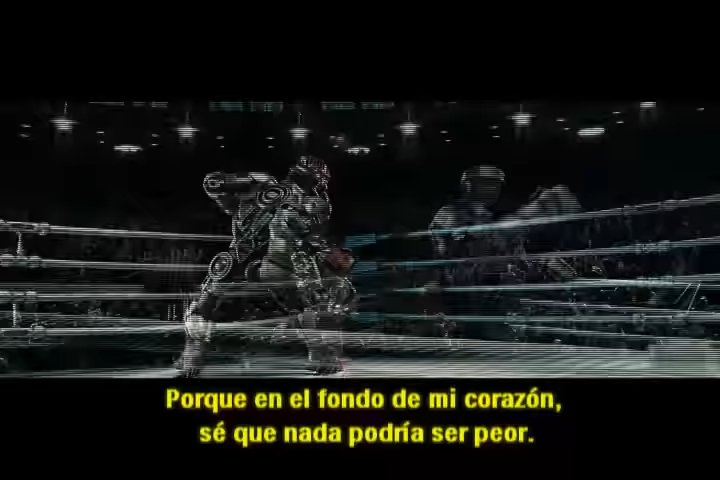 Porque en el fondo de mi corazón,
sé que nada podría ser peor.